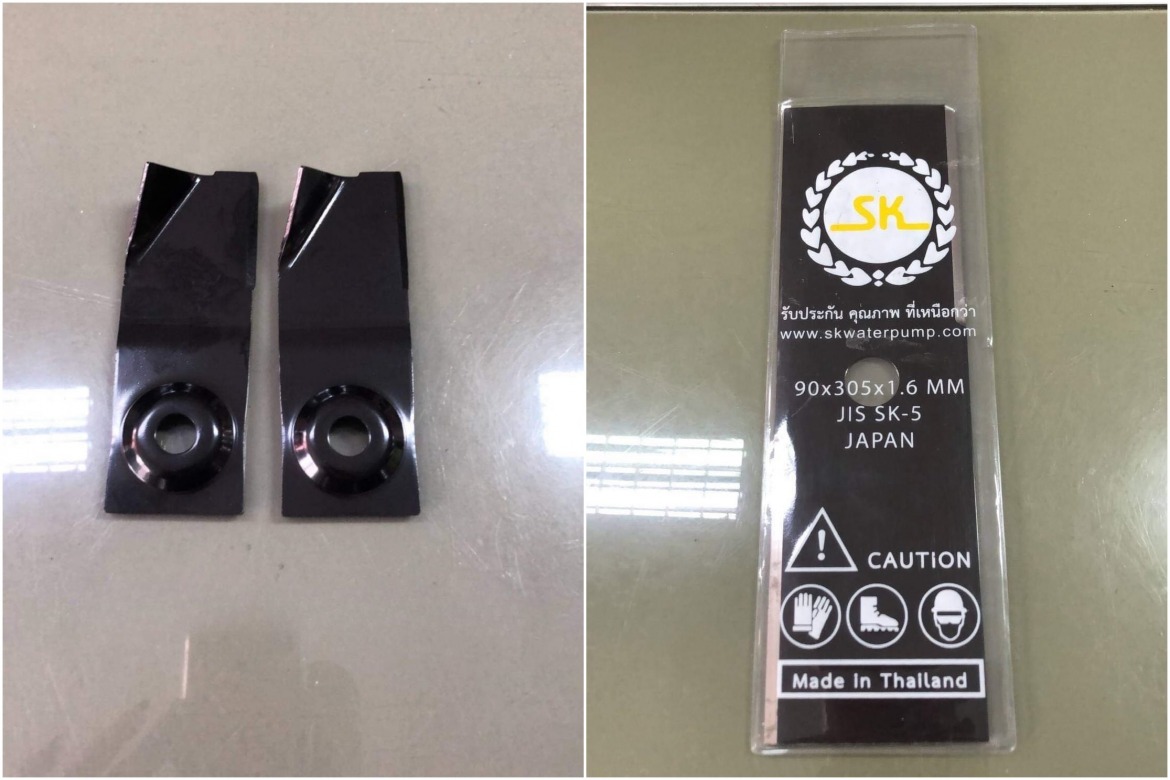 SK
รับประกัน คุณภาพ ที่เหนือกว่า
www.skwaterpump.com
90x305x1.6 MM
JIS SK-5
JAPAN
CAUTiON
Made in Thailand